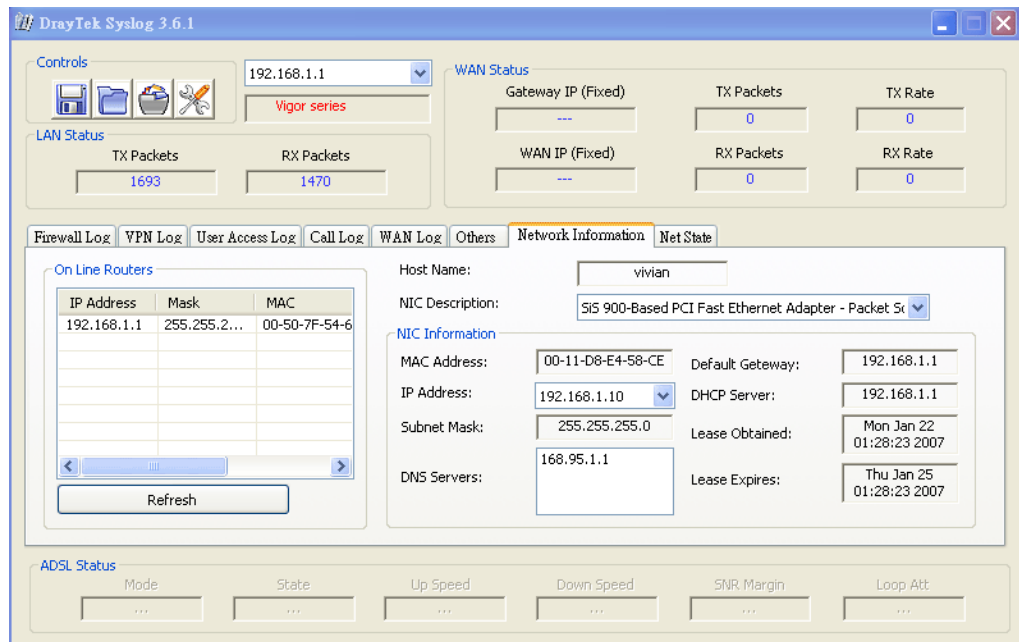 DrayTek Syslog 3.6.1
Controls
192.168.1.1
Vigor series
WAN Status
Gateway IP (Fixed) TX Packets TX Rate
--- 0 0
WAN IP (Fixed) RX Packets RX Rate
--- 0 0
LAN Status
TX Packets RX Packets
1693 1470
Firewall Log VPN Log User Access Log Call Log WAN Log Others Network Information Net State
On Line Routers
IP Address Mask MAC
192.168.1.1 255.255.2... 00-50-7F-54-6
Refresh
Host Name: vivian
NIC Description: SiS 900-Based PCI Fast Ethernet Adapter - Packet Sc
NIC Information
MAC Address: 00-11-D8-E4-58-CE Default Geteway: 192.168.1.1
IP Address: 192.168.1.10 DHCP Server: 192.168.1.1
Subnet Mask: 255.255.255.0 Lease Obtained: Mon Jan 22
01:28:23 2007
DNS Servers: 168.95.1.1 Lease Expires: Thu Jan 25
01:28:23 2007
ADSL Status
Mode State Up Speed Down Speed SNR Margin Loop Att
... ... ... ... ... ...